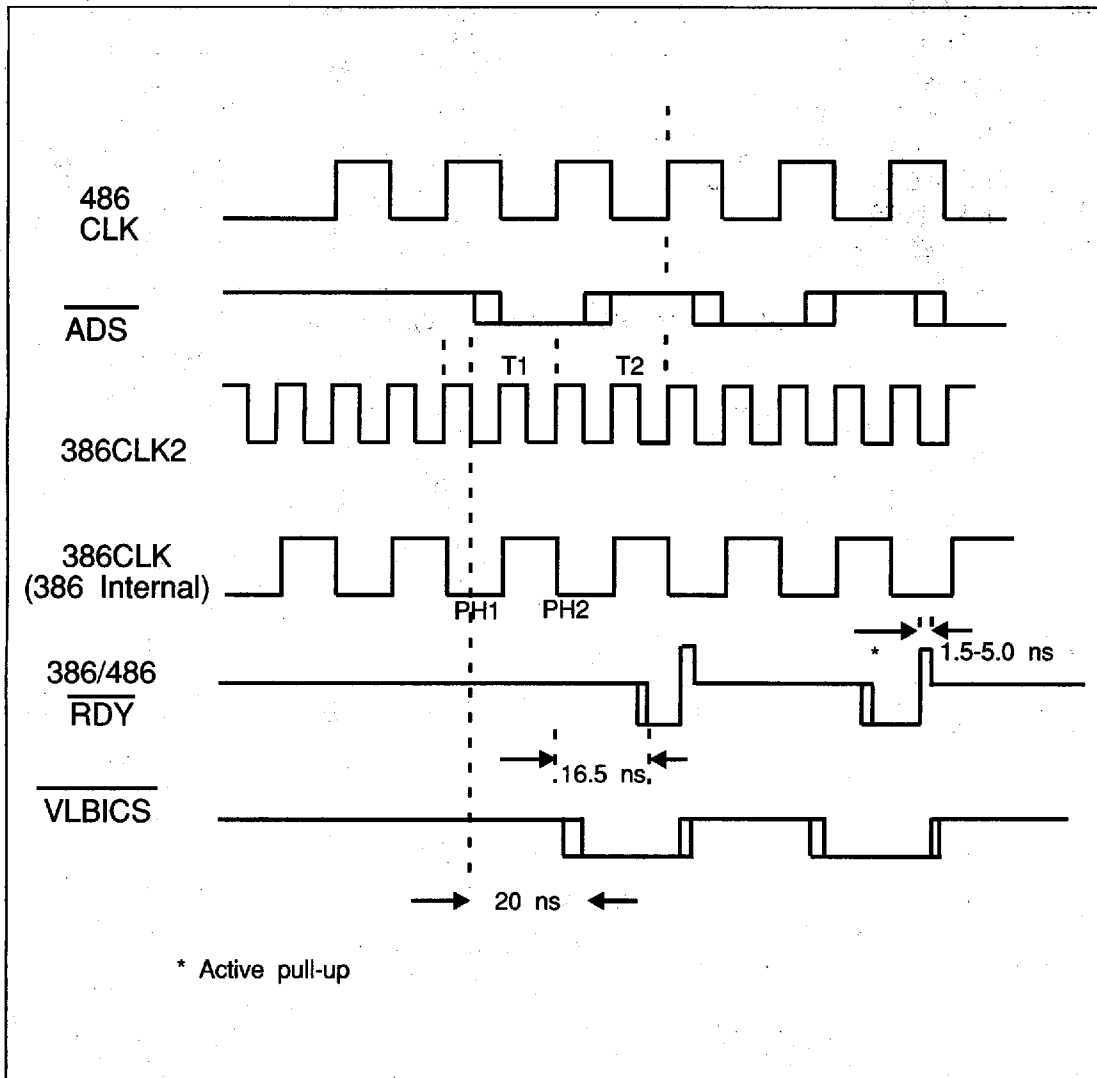 486
CLK
ADS
T1 T2
386CLK2
386CLK
(386 Internal)
PH1 PH2
* 1.5-5.0 ns
386/486
RDY
16.5 ns
VLBICS
20 ns
* Active pull-up